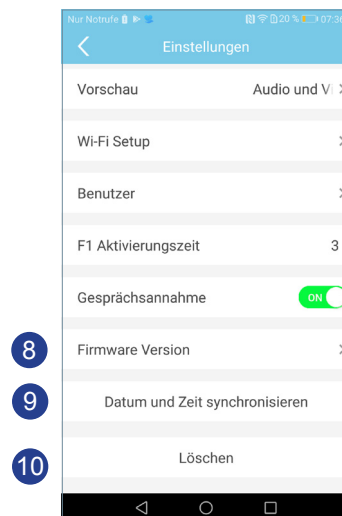 Nur Notrufe 20 % 07:36
Einstellungen
Vorschau Audio und Vi
Wi-Fi Setup
Benutzer
F1 Aktivierungszeit 3
Gesprächsannahme ON
8 Firmware Version
9 Datum und Zeit synchronisieren
10 Löschen